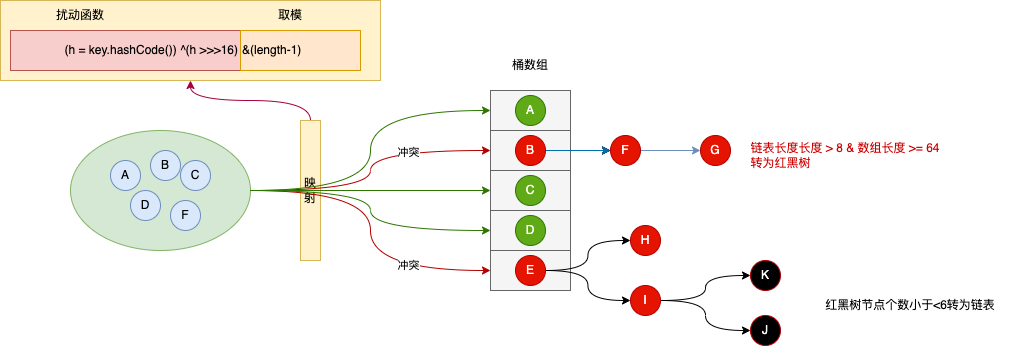 扰动函数
取模
(h = key.hashCode()) ^(h >>>16) &(length-1)
桶数组
A
B
C
D
F
映
射
冲突
冲突
A
B
F
G
C
D
E
H
I
K
J
链表长度长度 > 8 & 数组长度 >= 64
转为红黑树
红黑树节点个数小于<6转为链表